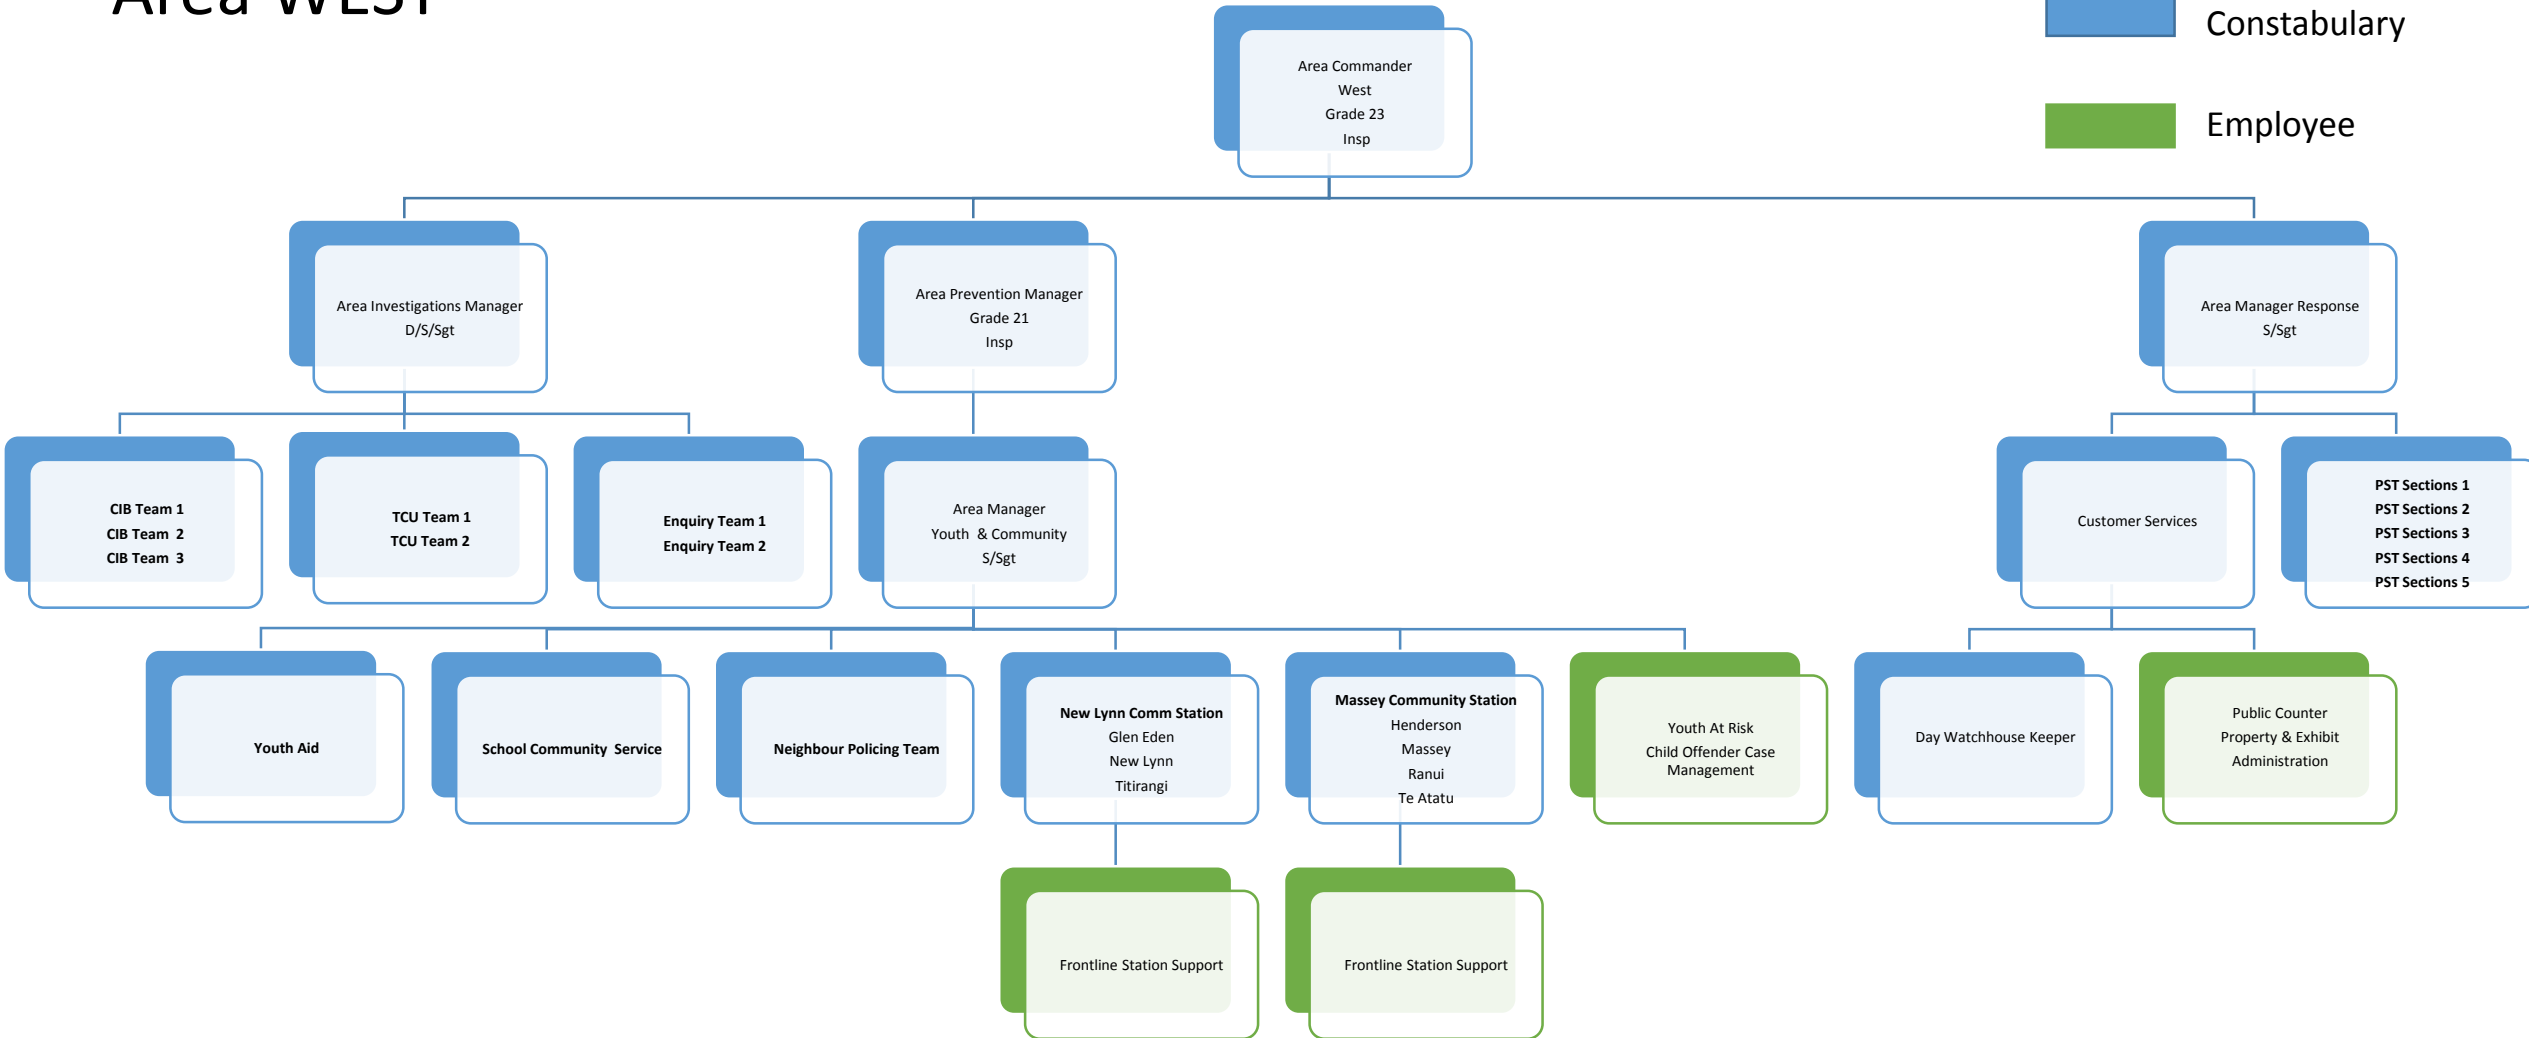 Area WEST
Constabulary
Employee
Area Commander
West
Grade 23
Insp
Area Investigations Manager
D/S/Sgt
Area Prevention Manager
Grade 21
Insp
Area Manager Response
S/Sgt
CIB Team 1
CIB Team  2
CIB Team  3
TCU Team 1
TCU Team 2
Enquiry Team 1
Enquiry Team 2
Area Manager
Youth  & Community
S/Sgt
Customer Services
PST Sections 1
PST Sections 2
PST Sections 3
PST Sections 4
PST Sections 5
Youth Aid
School Community  Service
Neighbour Policing Team
New Lynn Comm Station
Glen Eden
New Lynn
Titirangi
Massey Community Station
Henderson
Massey
Ranui
Te Atatu
Youth At Risk
Child Offender Case
Management
Day Watchhouse Keeper
Public Counter
Property & Exhibit
Administration
Frontline Station Support
Frontline Station Support